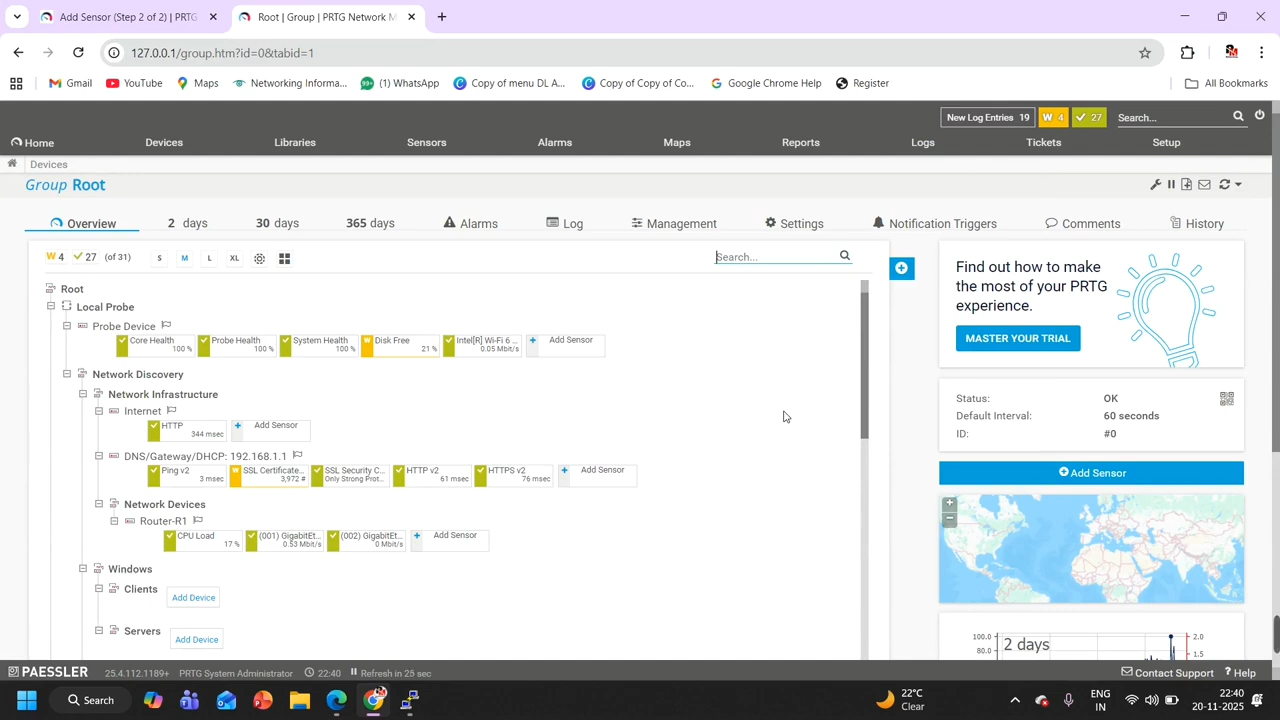 Add Sensor (Step 2 of 2) | PRTG
Root | Group | PRTG Network M
127.0.0.1/group.htm?id=0&tabid=1
Gmail YouTube Maps Networking Informa... (1) WhatsApp Copy of menu DL A... Copy of Copy of Co... Google Chrome Help Register All Bookmarks
New Log Entries 19 W 4 27 Search...
Home Devices Libraries Sensors Alarms Maps Reports Logs Tickets Setup
Devices
Group Root
Overview 2 days 30 days 365 days Alarms Log Management Settings Notification Triggers Comments History
W 4 27 (of 31) S M L XL Search...
Root
Local Probe
Probe Device
Core Health 100 % Probe Health 100 % System Health 100 % W Disk Free 21 % Intel[R] Wi-Fi 6 ... 0.05 Mbit/s Add Sensor
Network Discovery
Network Infrastructure
Internet
HTTP 344 msec Add Sensor
DNS/Gateway/DHCP: 192.168.1.1
Ping v2 3 msec W SSL Certificate... 3,972 # SSL Security C... Only Strong Prot... HTTP v2 61 msec HTTPS v2 76 msec Add Sensor
Network Devices
Router-R1
CPU Load 17 % (001) GigabitEt... 0.53 Mbit/s (002) GigabitEt... 0 Mbit/s Add Sensor
Windows
Clients Add Device
Servers Add Device
Find out how to make
the most of your PRTG
experience.
MASTER YOUR TRIAL
Status: OK
Default Interval: 60 seconds
ID: #0
Add Sensor
2 days
100.0 2.0
80.0 1.5
PAESSLER 25.4.112.1189+ PRTG System Administrator 22:40 Refresh in 25 sec Contact Support Help
Search 22°C Clear ENG IN 22:40 20-11-2025